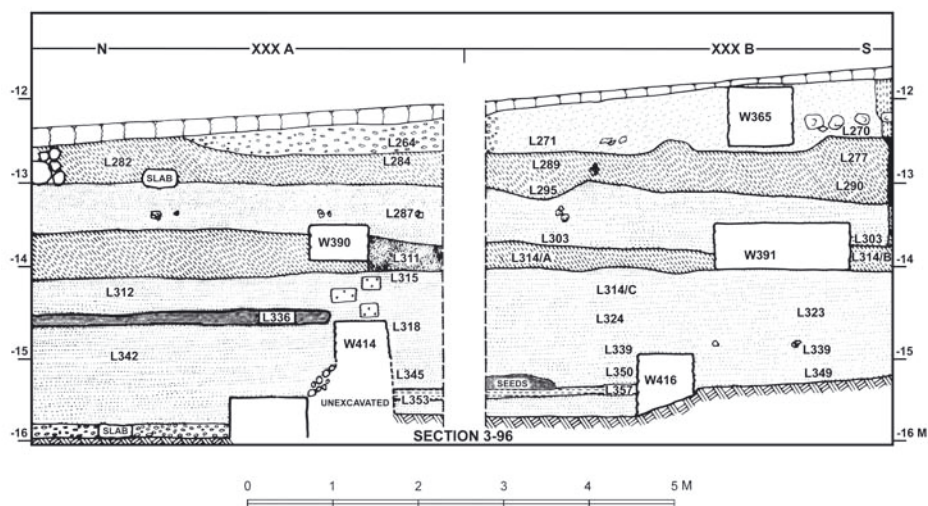 N XXX A XXX B S
-12 -12
W365
L264 L271 L270
L282 L284 L289 L277
-13 SLAB L295 L290 -13
L287
W390 L303 L303
L311 L314/A W391 L314/B
-14 L315 -14
L312 L314/C
L336 L318 L324 L323
W414
L342 L339 L339
-15 L345 L350 L349 -15
SEEDS W416
L353 L357
UNEXCAVATED
SLAB
-16 SECTION 3-96 -16 M
0 1 2 3 4 5 M